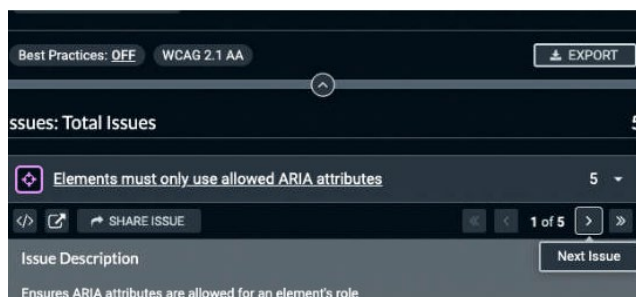 Best Practices: OFF WCAG 2.1 AA EXPORT
ssues: Total Issues 5
Elements must only use allowed ARIA attributes 5
</> SHARE ISSUE « < 1 of 5 > »
Issue Description Next Issue
Ensures ARIA attributes are allowed for an element's role